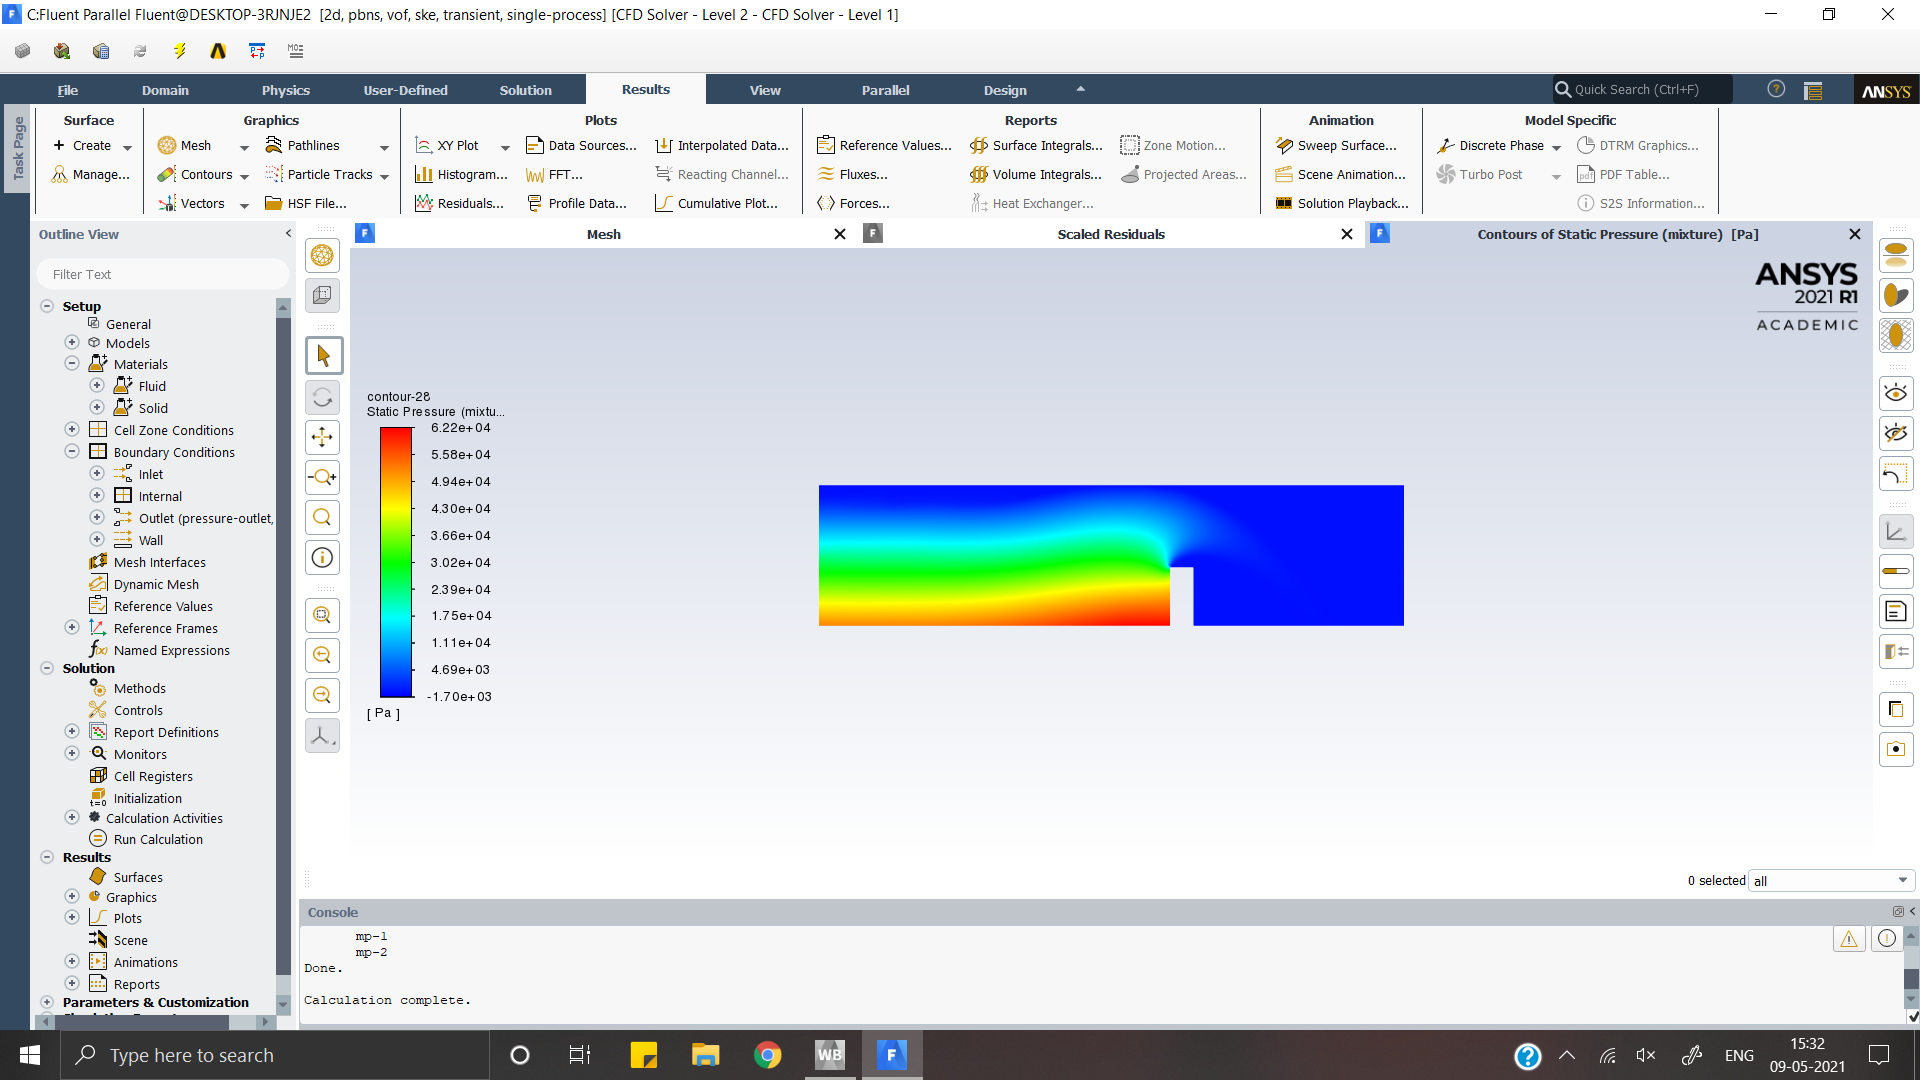 C:Fluent Parallel Fluent@DESKTOP-3RJNJE2 [2d, pbns, vof, ske, transient, single-process] [CFD Solver - Level 2 - CFD Solver - Level 1]
File Domain Physics User-Defined Solution Results View Parallel Design Quick Search (Ctrl+F) ANSYS
Task Page
Surface
Create
Manage...
Graphics
Mesh Pathlines
Contours Particle Tracks
Vectors HSF File...
Plots
XY Plot Data Sources... Interpolated Data...
Histogram... FFT... Reacting Channel...
Residuals... Profile Data... Cumulative Plot...
Reports
Reference Values... Surface Integrals... Zone Motion...
Fluxes... Volume Integrals... Projected Areas...
Forces... Heat Exchanger...
Animation
Sweep Surface...
Scene Animation...
Solution Playback...
Model Specific
Discrete Phase DTRM Graphics...
Turbo Post PDF Table...
S2S Information...
Outline View
Filter Text
Setup
General
Models
Materials
Fluid
Solid
Cell Zone Conditions
Boundary Conditions
Inlet
Internal
Outlet (pressure-outlet,
Wall
Mesh Interfaces
Dynamic Mesh
Reference Values
Reference Frames
Named Expressions
Solution
Methods
Controls
Report Definitions
Monitors
Cell Registers
Initialization
Calculation Activities
Run Calculation
Results
Surfaces
Graphics
Plots
Scene
Animations
Reports
Parameters & Customization
Mesh
Scaled Residuals
Contours of Static Pressure (mixture) [Pa]
ANSYS
2021 R1
ACADEMIC
contour-28
Static Pressure (mixtu...
6.22e+04
5.58e+04
4.94e+04
4.30e+04
3.66e+04
3.02e+04
2.39e+04
1.75e+04
1.11e+04
4.69e+03
-1.70e+03
[ Pa ]
0 selected all
Console
mp-1
mp-2
Done.
Calculation complete.
Type here to search
WB
F
ENG
15:32
09-05-2021